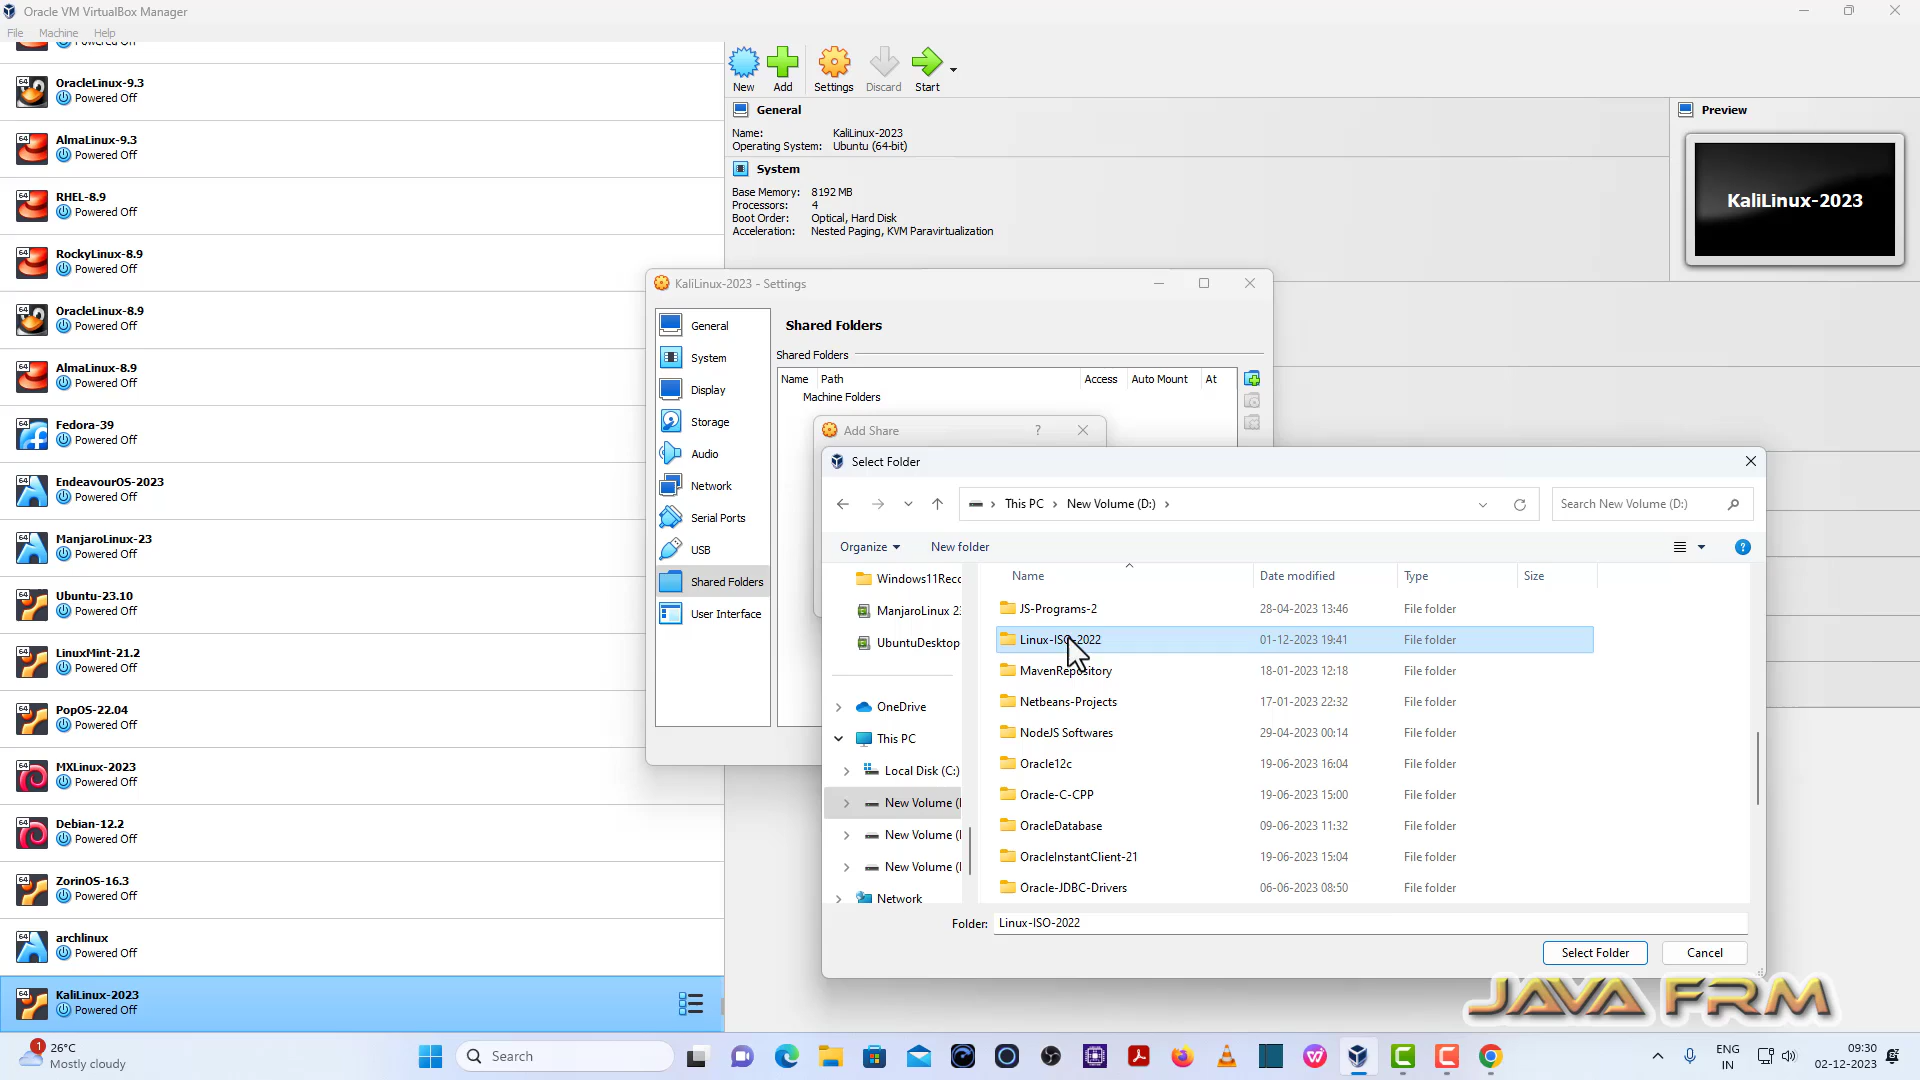 Oracle VM VirtualBox Manager
File Machine Help
Powered Off
OracleLinux-9.3
Powered Off
AlmaLinux-9.3
Powered Off
RHEL-8.9
Powered Off
RockyLinux-8.9
Powered Off
OracleLinux-8.9
Powered Off
AlmaLinux-8.9
Powered Off
Fedora-39
Powered Off
EndeavourOS-2023
Powered Off
ManjaroLinux-23
Powered Off
Ubuntu-23.10
Powered Off
LinuxMint-21.2
Powered Off
PopOS-22.04
Powered Off
MXLinux-2023
Powered Off
Debian-12.2
Powered Off
ZorinOS-16.3
Powered Off
archlinux
Powered Off
KaliLinux-2023
Powered Off
New Add Settings Discard Start
General
Name: KaliLinux-2023
Operating System: Ubuntu (64-bit)
System
Base Memory: 8192 MB
Processors: 4
Boot Order: Optical, Hard Disk
Acceleration: Nested Paging, KVM Paravirtualization
Preview
KaliLinux-2023
KaliLinux-2023 - Settings
General
System
Display
Storage
Audio
Network
Serial Ports
USB
Shared Folders
User Interface
Shared Folders
Shared Folders
Name Path Access Auto Mount At
Machine Folders
Add Share ?
Select Folder
This PC > New Volume (D:) >
Search New Volume (D:)
Organize New folder
Windows11Reco
ManjaroLinux 2
UbuntuDesktop
OneDrive
This PC
Local Disk (C:)
New Volume (
New Volume (
New Volume (
Network
Name Date modified Type Size
JS-Programs-2 28-04-2023 13:46 File folder
Linux-ISO-2022 01-12-2023 19:41 File folder
MavenRepository 18-01-2023 12:18 File folder
Netbeans-Projects 17-01-2023 22:32 File folder
NodeJS Softwares 29-04-2023 00:14 File folder
Oracle12c 19-06-2023 16:04 File folder
Oracle-C-CPP 19-06-2023 15:00 File folder
OracleDatabase 09-06-2023 11:32 File folder
OracleInstantClient-21 19-06-2023 15:04 File folder
Oracle-JDBC-Drivers 06-06-2023 08:50 File folder
Folder: Linux-ISO-2022
Select Folder Cancel
JAVA FRM
1
26°C
Mostly cloudy
Search
ENG
IN
09:30
02-12-2023